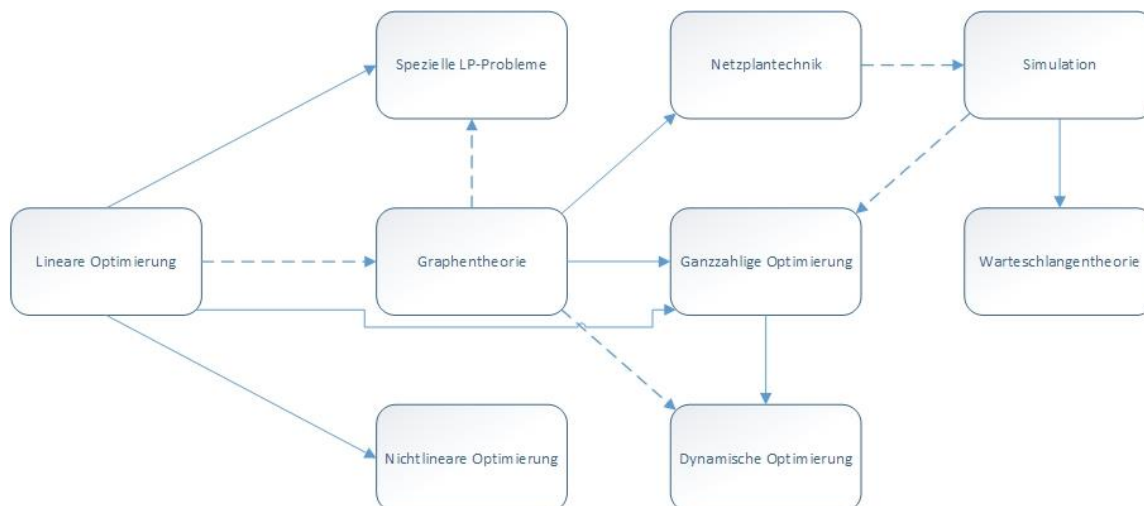 Spezielle LP-Probleme
Netzplantechnik
Simulation
Lineare Optimierung
Graphentheorie
Ganzzahlige Optimierung
Warteschlangentheorie
Nichtlineare Optimierung
Dynamische Optimierung